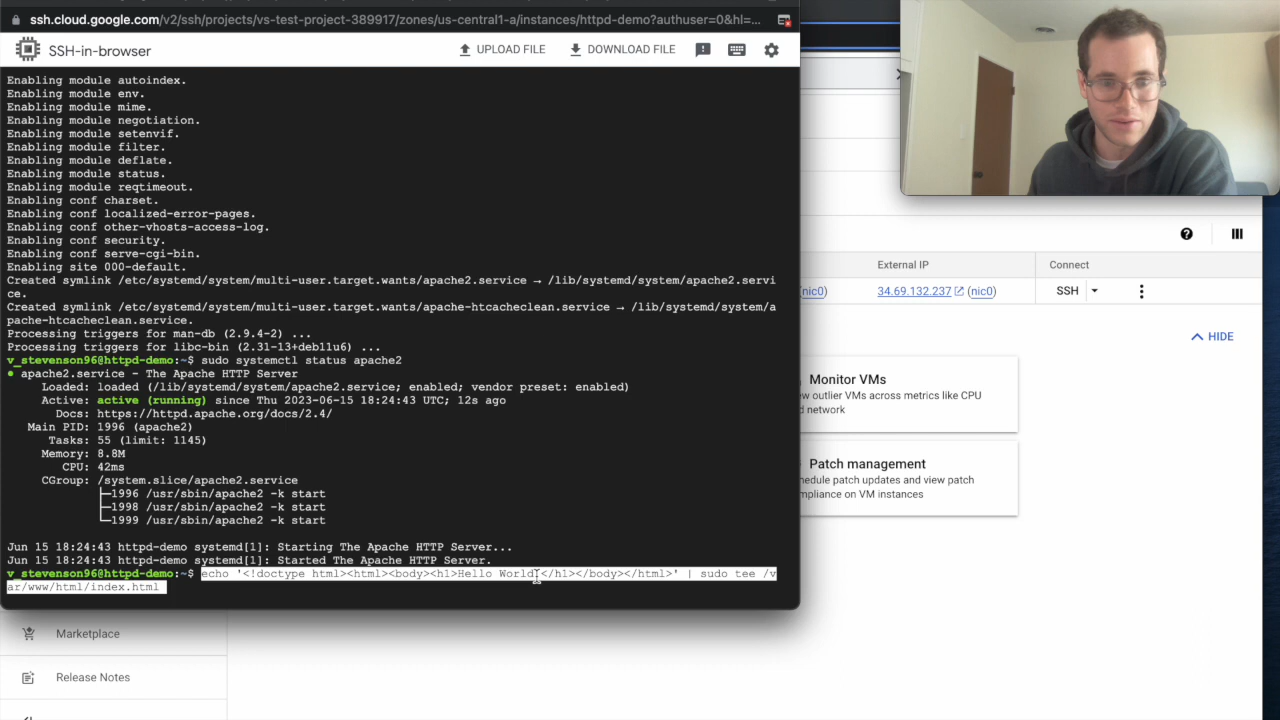 ssh.cloud.google.com/v2/ssh/projects/vs-test-project-389917/zones/us-central1-a/instances/httpd-demo?authuser=0&hl=...
SSH-in-browser
UPLOAD FILE
DOWNLOAD FILE
Enabling module autoindex.
Enabling module env.
Enabling module mime.
Enabling module negotiation.
Enabling module setenvif.
Enabling module filter.
Enabling module deflate.
Enabling module status.
Enabling module reqtimeout.
Enabling conf charset.
Enabling conf localized-error-pages.
Enabling conf other-vhosts-access-log.
Enabling conf security.
Enabling conf serve-cgi-bin.
Enabling site 000-default.
Created symlink /etc/systemd/system/multi-user.target.wants/apache2.service → /lib/systemd/system/apache2.servi
ce.
Created symlink /etc/systemd/system/multi-user.target.wants/apache-htcacheclean.service → /lib/systemd/system/a
pache-htcacheclean.service.
Processing triggers for man-db (2.9.4-2) ...
Processing triggers for libc-bin (2.31-13+deb11u6) ...
v_stevenson96@httpd-demo:~$ sudo systemctl status apache2
● apache2.service - The Apache HTTP Server
Loaded: loaded (/lib/systemd/system/apache2.service; enabled; vendor preset: enabled)
Active: active (running) since Thu 2023-06-15 18:24:43 UTC; 12s ago
Docs: https://httpd.apache.org/docs/2.4/
Main PID: 1996 (apache2)
Tasks: 55 (limit: 1145)
Memory: 8.8M
CPU: 42ms
CGroup: /system.slice/apache2.service
├─1996 /usr/sbin/apache2 -k start
├─1998 /usr/sbin/apache2 -k start
└─1999 /usr/sbin/apache2 -k start
Jun 15 18:24:43 httpd-demo systemd[1]: Starting The Apache HTTP Server...
Jun 15 18:24:43 httpd-demo systemd[1]: Started The Apache HTTP Server.
v_stevenson96@httpd-demo:~$ echo '<!doctype html><html><body><h1>Hello World!</h1></body></html>' | sudo tee /v
ar/www/html/index.html
External IP
Connect
(nic0)
34.69.132.237 (nic0)
SSH
HIDE
Monitor VMs
ew outlier VMs across metrics like CPU
d network
Patch management
hedule patch updates and view patch
mpliance on VM instances
Marketplace
Release Notes